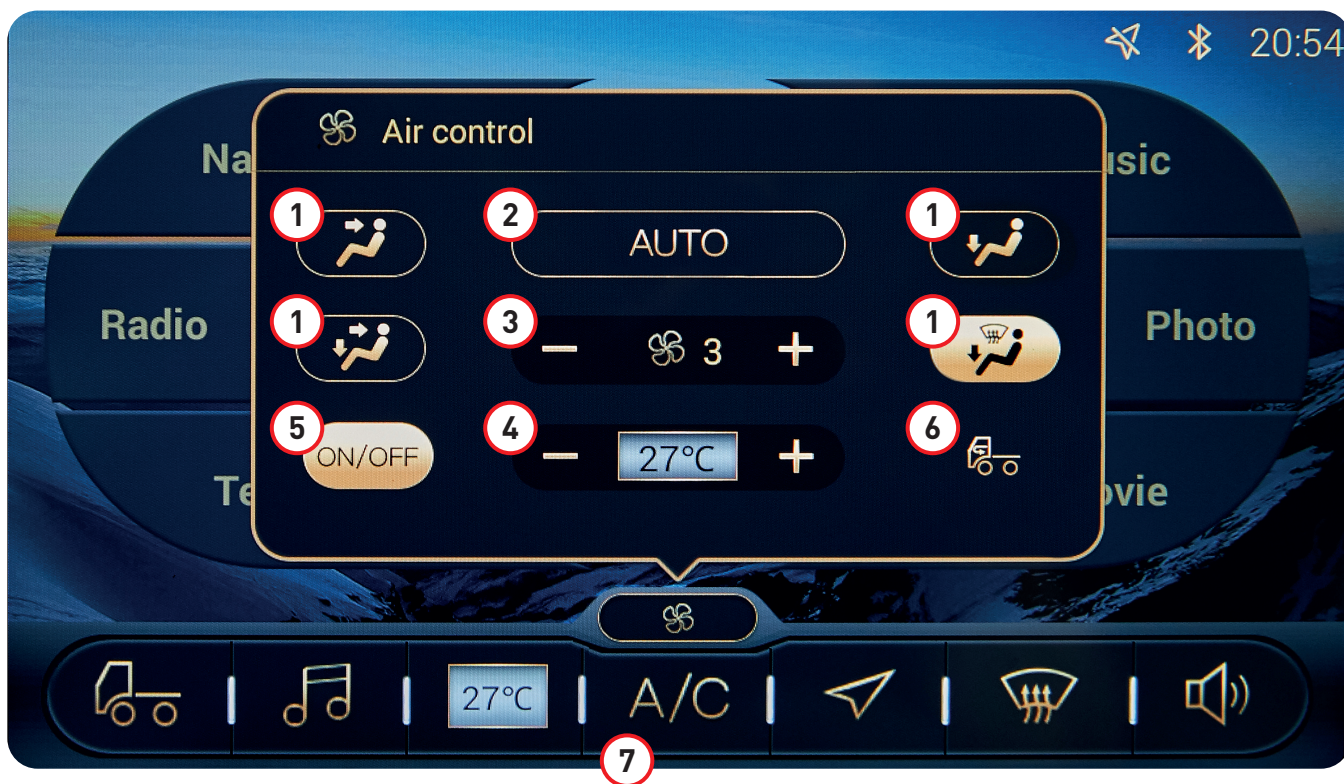 20:54
Air control
Na
usic
1
2
1
AUTO
Radio
1
3
1
3
Photo
5
4
6
ON/OFF
27°C
Te
ovie
27°C
A/C
7